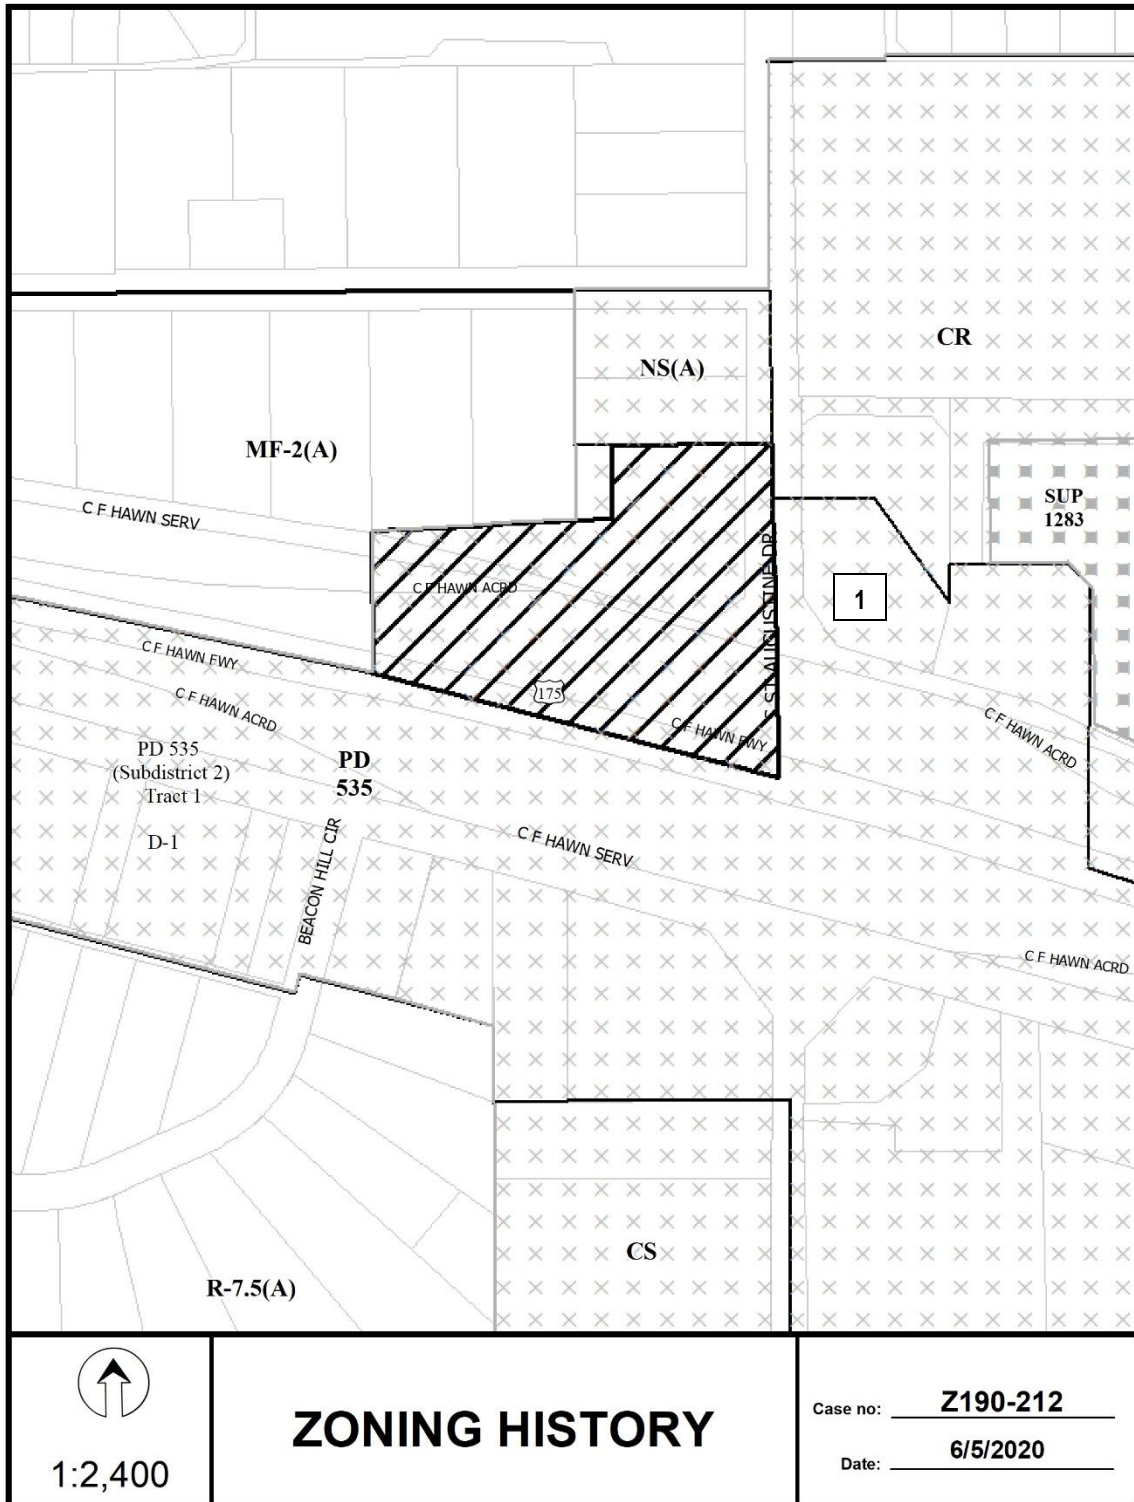 CR
NS(A)
MF-2(A)
SUP
1283
C F HAWN SERV
C F HAWN ACRD
S ST AUGUSTINE DR
1
C F HAWN FWY
175
C F HAWN ACRD
C F HAWN FWY
C F HAWN ACRD
PD 535
(Subdistrict 2)
Tract 1
D-1
PD
535
C F HAWN SERV
BEACON HILL CIR
C F HAWN ACRD
CS
R-7.5(A)
1:2,400
ZONING HISTORY
Case no: Z190-212
Date: 6/5/2020